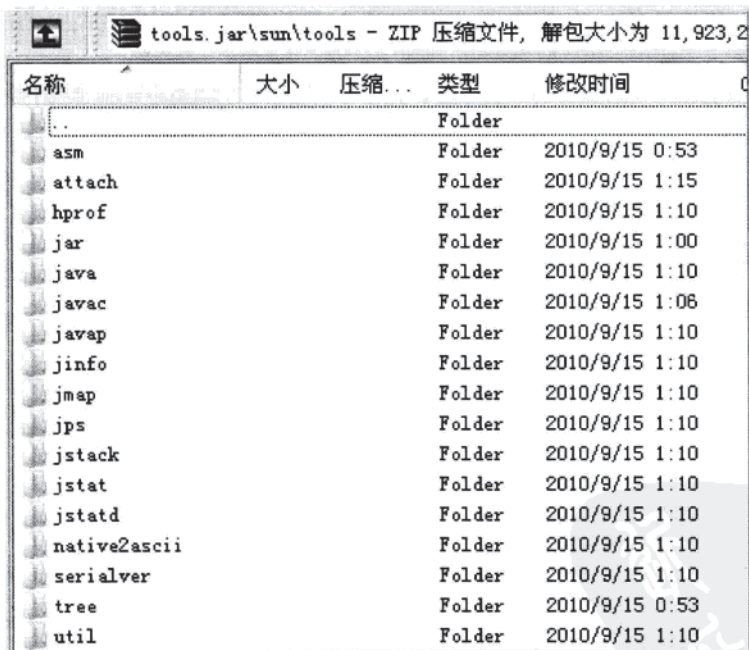 tools.jar\sun\tools - ZIP 压缩文件, 解包大小为 11,923,2
名称 大小 压缩... 类型 修改时间
.. Folder
asm Folder 2010/9/15 0:53
attach Folder 2010/9/15 1:15
hprof Folder 2010/9/15 1:10
jar Folder 2010/9/15 1:00
java Folder 2010/9/15 1:10
javac Folder 2010/9/15 1:06
javap Folder 2010/9/15 1:10
jinfo Folder 2010/9/15 1:10
jmap Folder 2010/9/15 1:10
jps Folder 2010/9/15 1:10
jstack Folder 2010/9/15 1:10
jstat Folder 2010/9/15 1:10
jstatd Folder 2010/9/15 1:10
native2ascii Folder 2010/9/15 1:10
serialver Folder 2010/9/15 1:10
tree Folder 2010/9/15 0:53
util Folder 2010/9/15 1:10